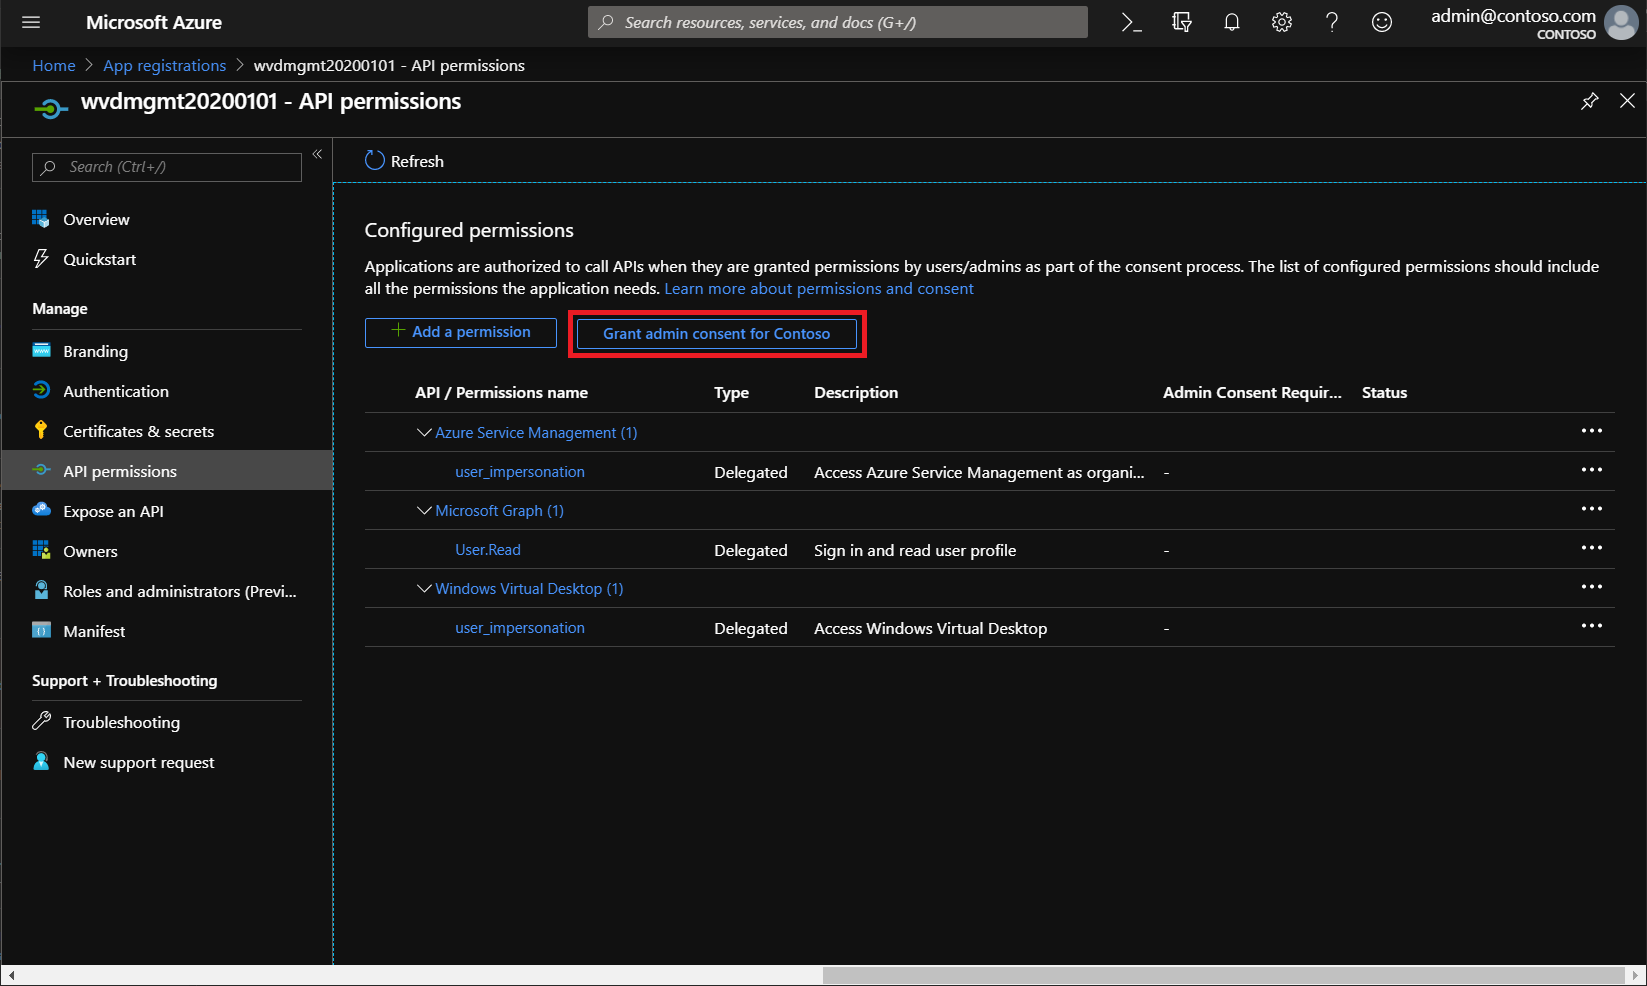 Microsoft Azure
Search resources, services, and docs (G+/)
admin@contoso.com
CONTOSO
Home > App registrations > wvdmgmt20200101 - API permissions
wvdmgmt20200101 - API permissions
Search (Ctrl+/)
«
Overview
Quickstart
Manage
Branding
Authentication
Certificates & secrets
API permissions
Expose an API
Owners
Roles and administrators (Previ...
Manifest
Support + Troubleshooting
Troubleshooting
New support request
Refresh
Configured permissions
Applications are authorized to call APIs when they are granted permissions by users/admins as part of the consent process. The list of configured permissions should include
all the permissions the application needs. Learn more about permissions and consent
+ Add a permission
Grant admin consent for Contoso
API / Permissions name Type Description Admin Consent Requir... Status
Azure Service Management (1)
user_impersonation Delegated Access Azure Service Management as organi... -
Microsoft Graph (1)
User.Read Delegated Sign in and read user profile -
Windows Virtual Desktop (1)
user_impersonation Delegated Access Windows Virtual Desktop -